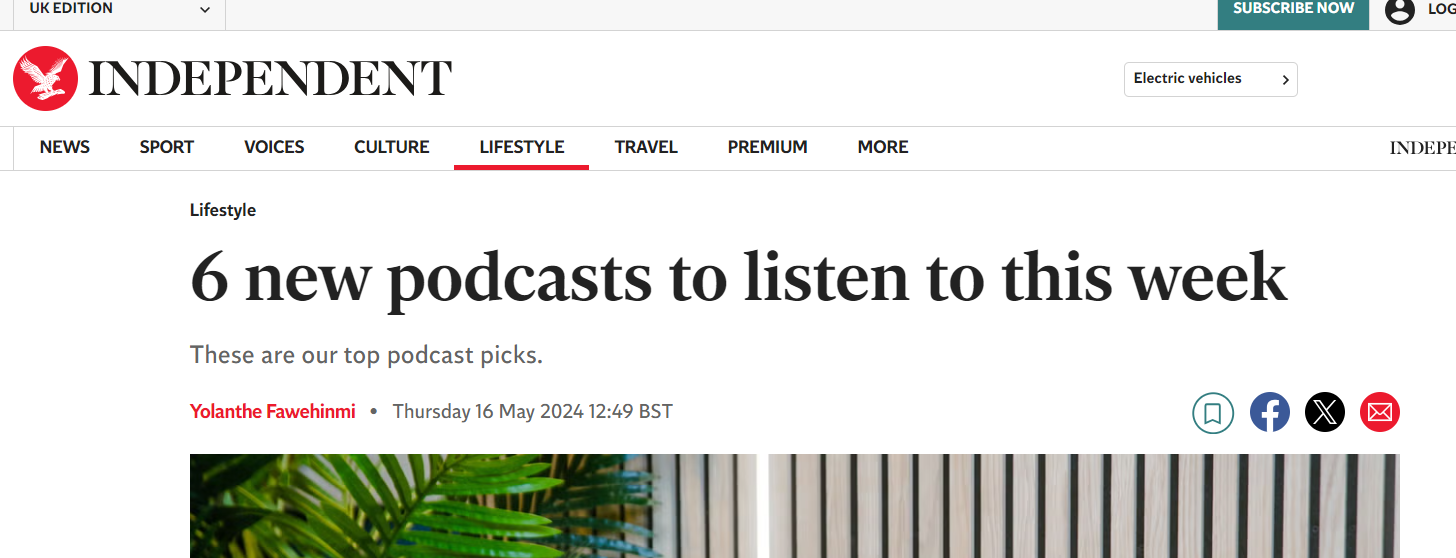 UK EDITION
SUBSCRIBE NOW
LOG
INDEPENDENT
Electric vehicles
NEWS SPORT VOICES CULTURE LIFESTYLE TRAVEL PREMIUM MORE
INDEPE
Lifestyle
6 new podcasts to listen to this week
These are our top podcast picks.
Yolanthe Fawehinmi • Thursday 16 May 2024 12:49 BST